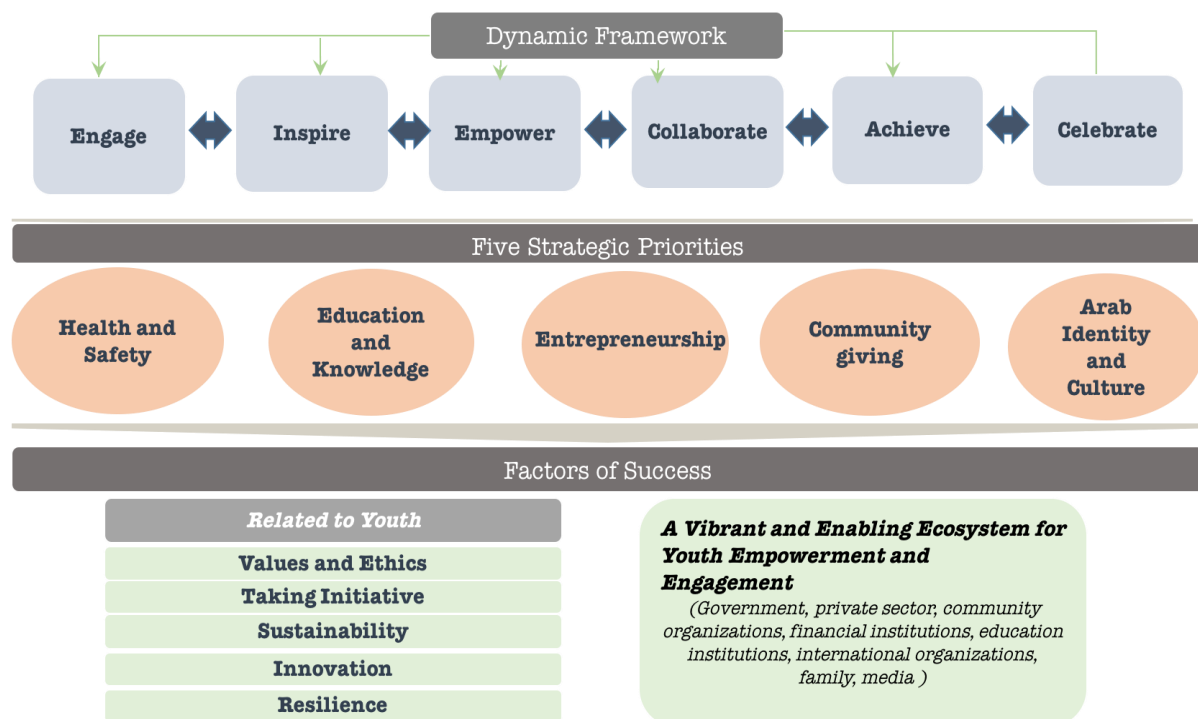 Dynamic Framework
Engage
Inspire
Empower
Collaborate
Achieve
Celebrate
Five Strategic Priorities
Health and
Safety
Education
and
Knowledge
Entrepreneurship
Community
giving
Arab
Identity
and
Culture
Factors of Success
Related to Youth
Values and Ethics
Taking Initiative
Sustainability
Innovation
Resilience
A Vibrant and Enabling Ecosystem for
Youth Empowerment and
Engagement
(Government, private sector, community
organizations, financial institutions, education
institutions, international organizations,
family, media )